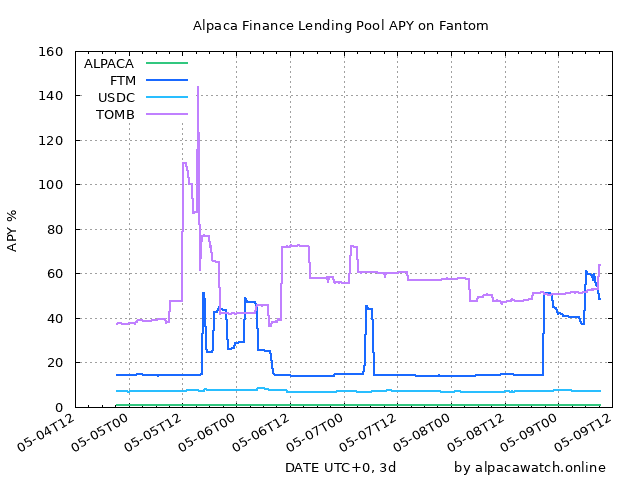 Alpaca Finance Lending Pool APY on Fantom
160
140
120
100
80
60
40
20
0
APY %
ALPACA
FTM
USDC
TOMB
05-04T12
05-05T00
05-05T12
05-06T00
05-06T12
05-07T00
05-07T12
05-08T00
05-08T12
05-09T00
05-09T12
DATE UTC+0, 3d
by alpacawatch.online